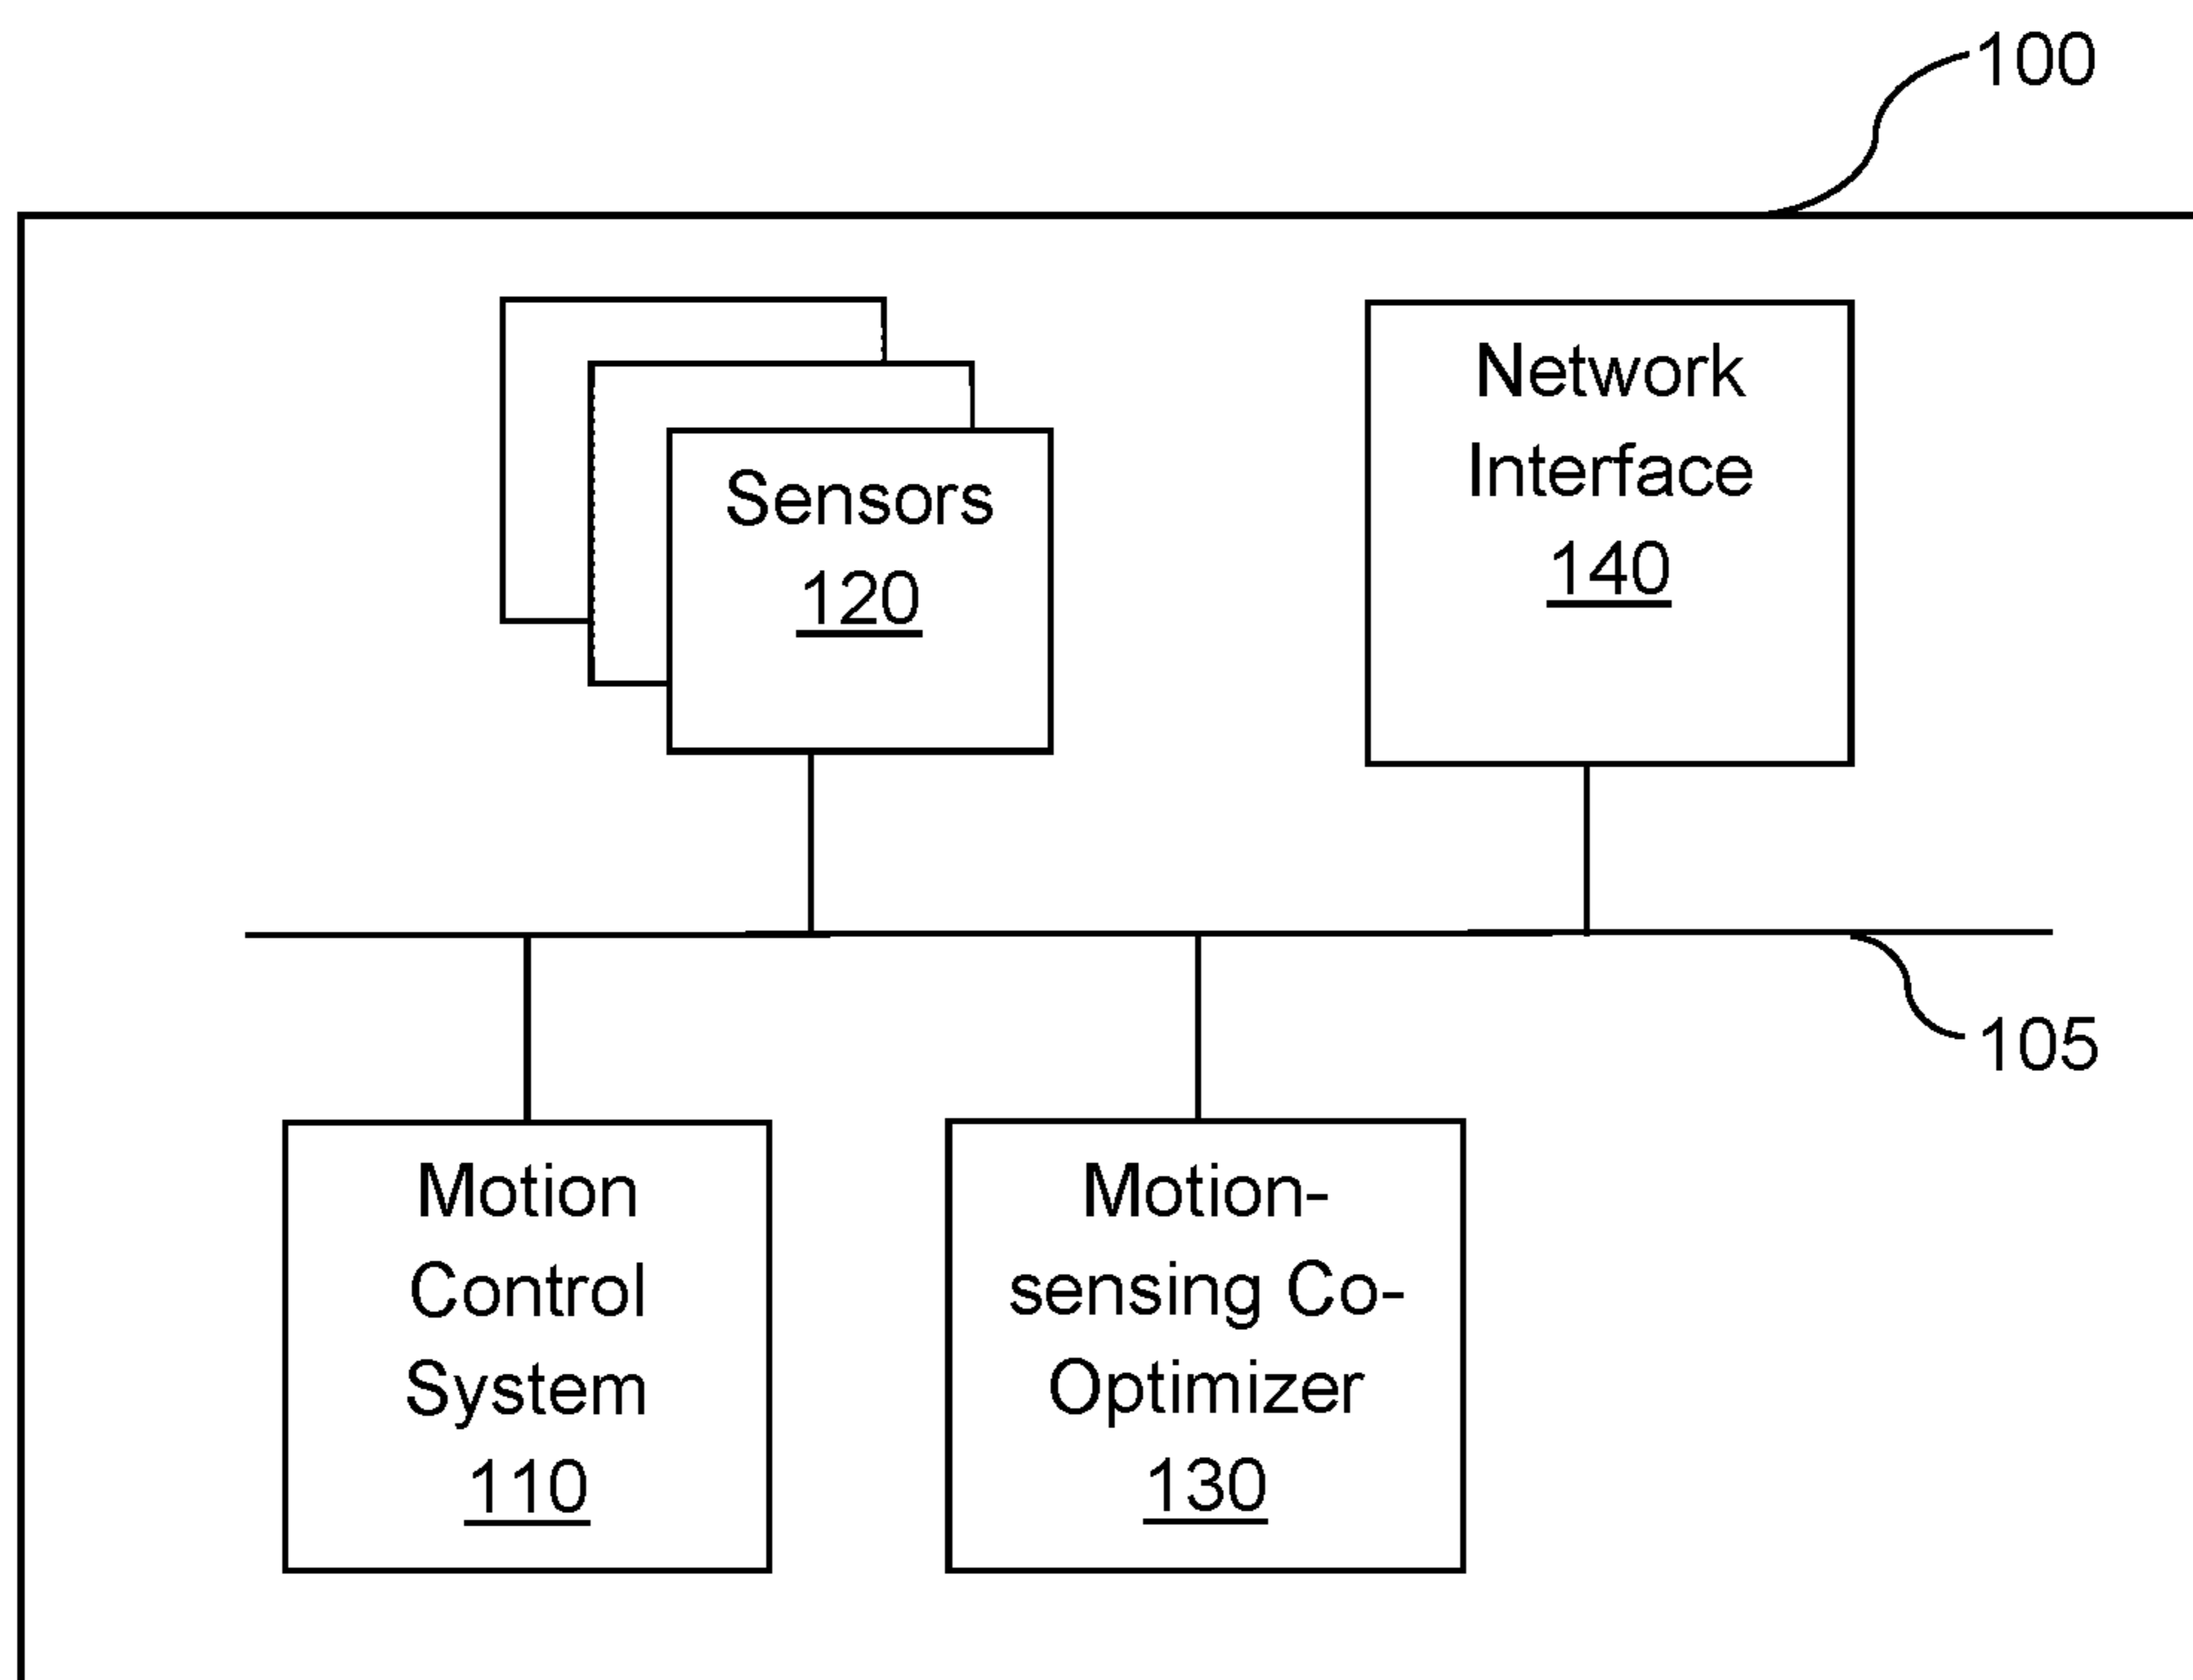 100
Sensors
120
Network
Interface
140
105
Motion
Control
System
110
Motion-
sensing Co-
Optimizer
130